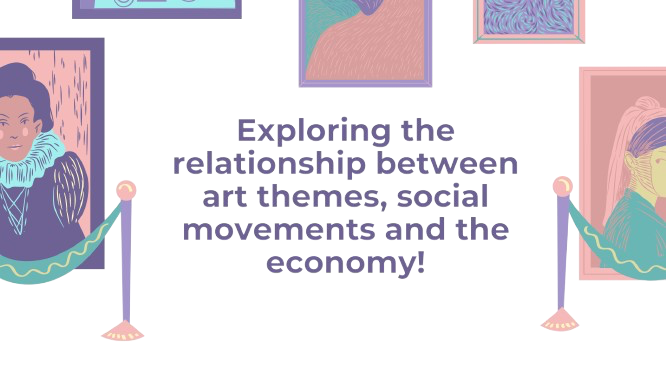 Exploring the
relationship between
art themes, social
movements and the
economy!